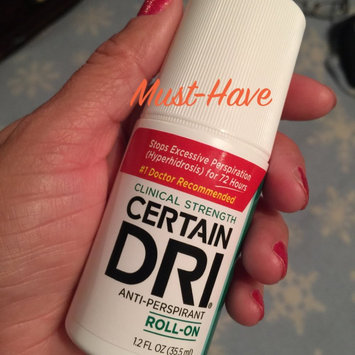 Must-Have
Stops Excessive Perspiration
(Hyperhidrosis) for 72 Hours
#1 Doctor Recommended
CLINICAL STRENGTH
CERTAIN
DRI®
ANTI-PERSPIRANT
ROLL-ON
1.2 FL OZ (35.5 ml)